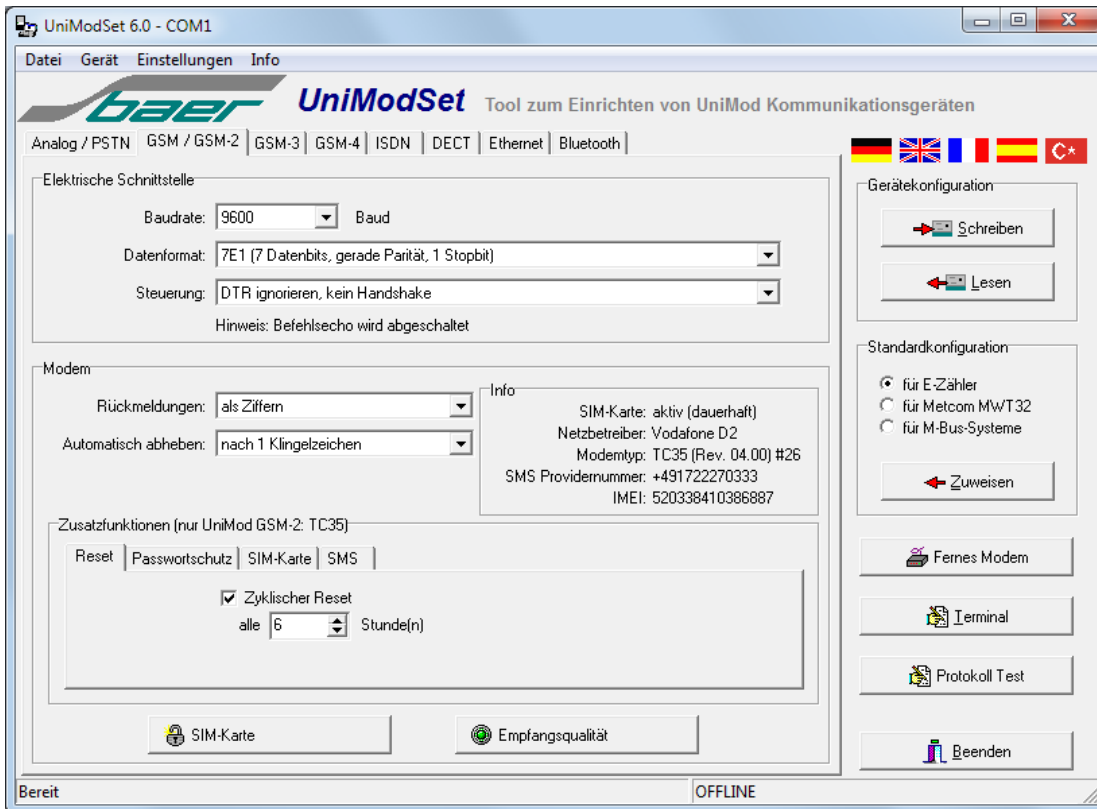 UniModSet 6.0 - COM1
Datei Gerät Einstellungen Info
baer UniModSet Tool zum Einrichten von UniMod Kommunikationsgeräten
Analog / PSTN GSM / GSM-2 GSM-3 GSM-4 ISDN DECT Ethernet Bluetooth
Elektrische Schnittstelle
Baudrate: 9600 Baud
Datenformat: 7E1 (7 Datenbits, gerade Parität, 1 Stopbit)
Steuerung: DTR ignorieren, kein Handshake
Hinweis: Befehlsecho wird abgeschaltet
Modem
Rückmeldungen: als Ziffern
Automatisch abheben: nach 1 Klingelzeichen
Info
SIM-Karte: aktiv (dauerhaft)
Netzbetreiber: Vodafone D2
Modemtyp: TC35 (Rev. 04.00) #26
SMS Providernummer: +491722270333
IMEI: 520338410386887
Zusatzfunktionen (nur UniMod GSM-2: TC35)
Reset Passwortschutz SIM-Karte SMS
Zyklischer Reset
alle 6 Stunde(n)
SIM-Karte
Empfangsqualität
Gerätekonfiguration
Schreiben
Lesen
Standardkonfiguration
für E-Zähler
für Metcom MWT32
für M-Bus-Systeme
Zuweisen
Fernes Modem
Terminal
Protokoll Test
Beenden
Bereit
OFFLINE